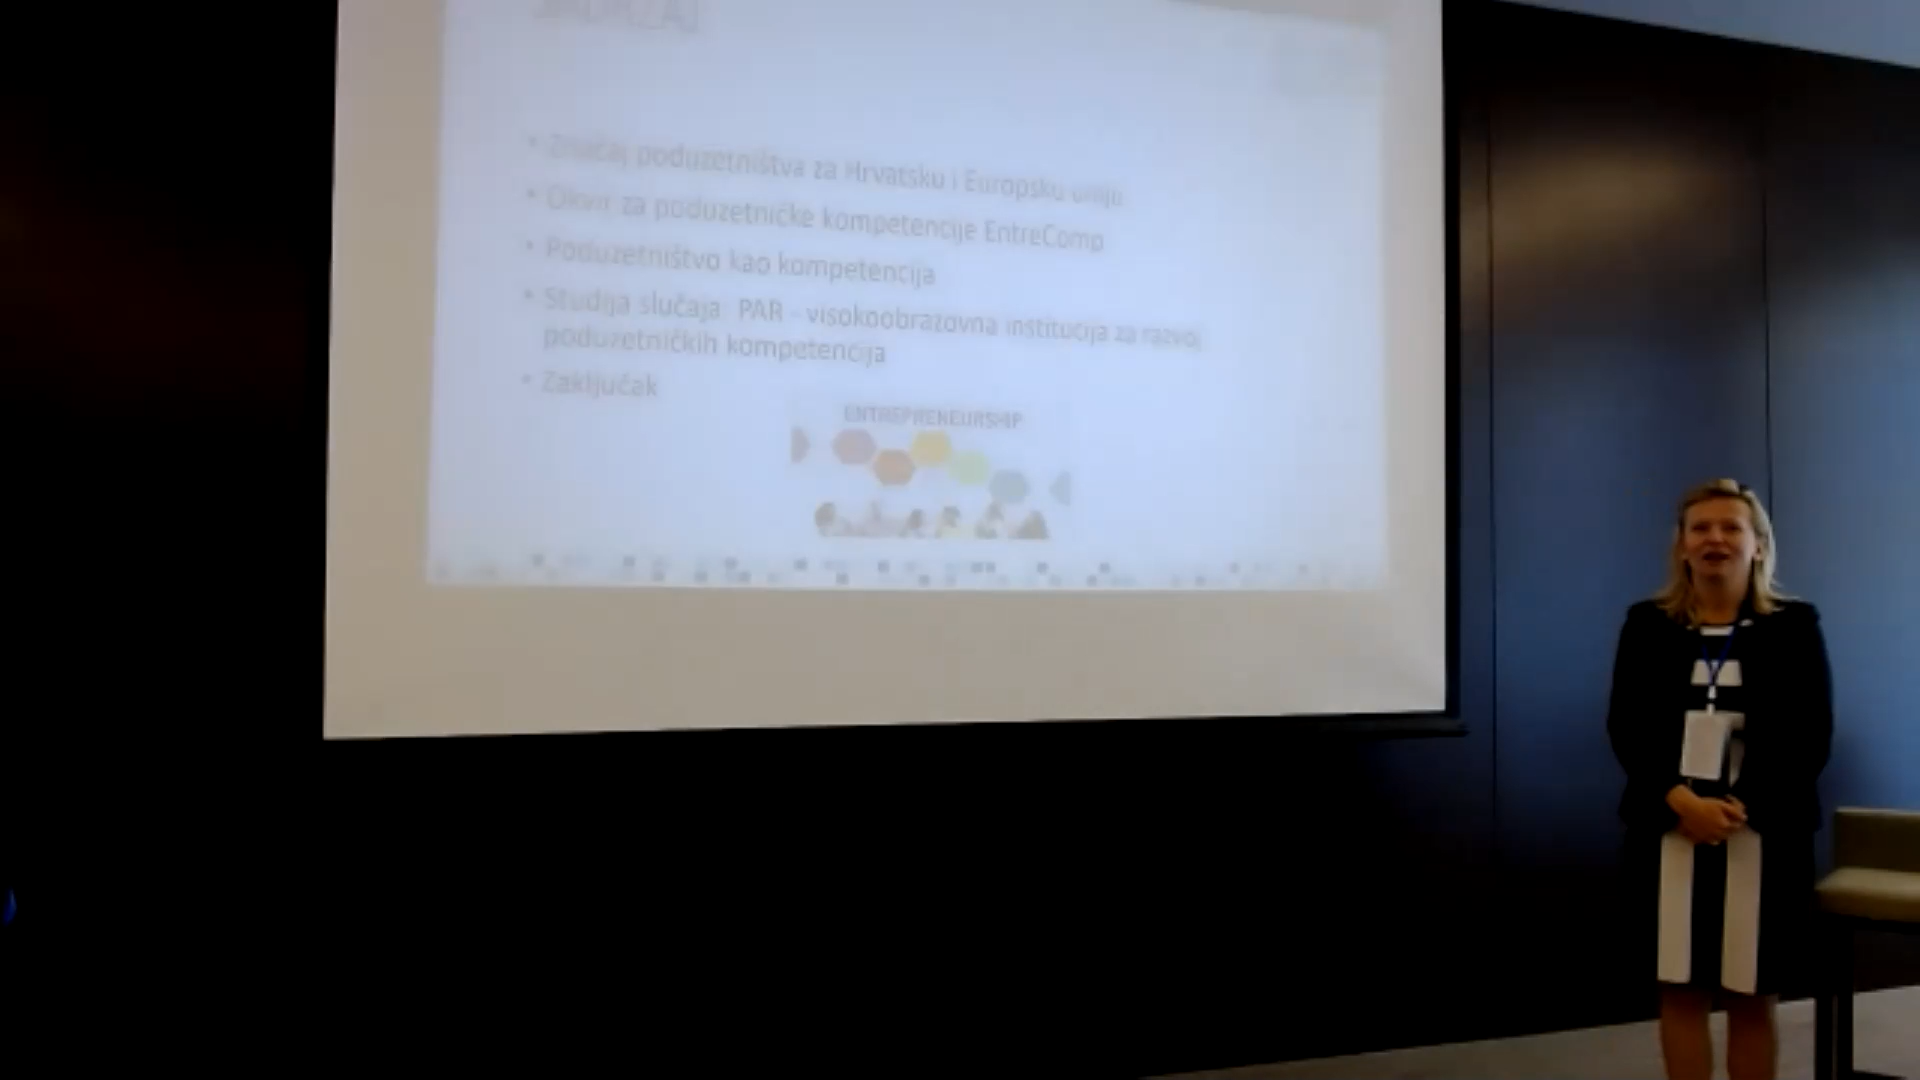 SADRŽAJ
• Značaj poduzetništva za Hrvatsku i Europsku uniju
• Okvir za poduzetničke kompetencije EntreComp
• Poduzetništvo kao kompetencija
• Studija slučaja PAR - visokoobrazovna institucija za razvoj
poduzetničkih kompetencija
• Zaključak
ENTREPRENEURSHIP